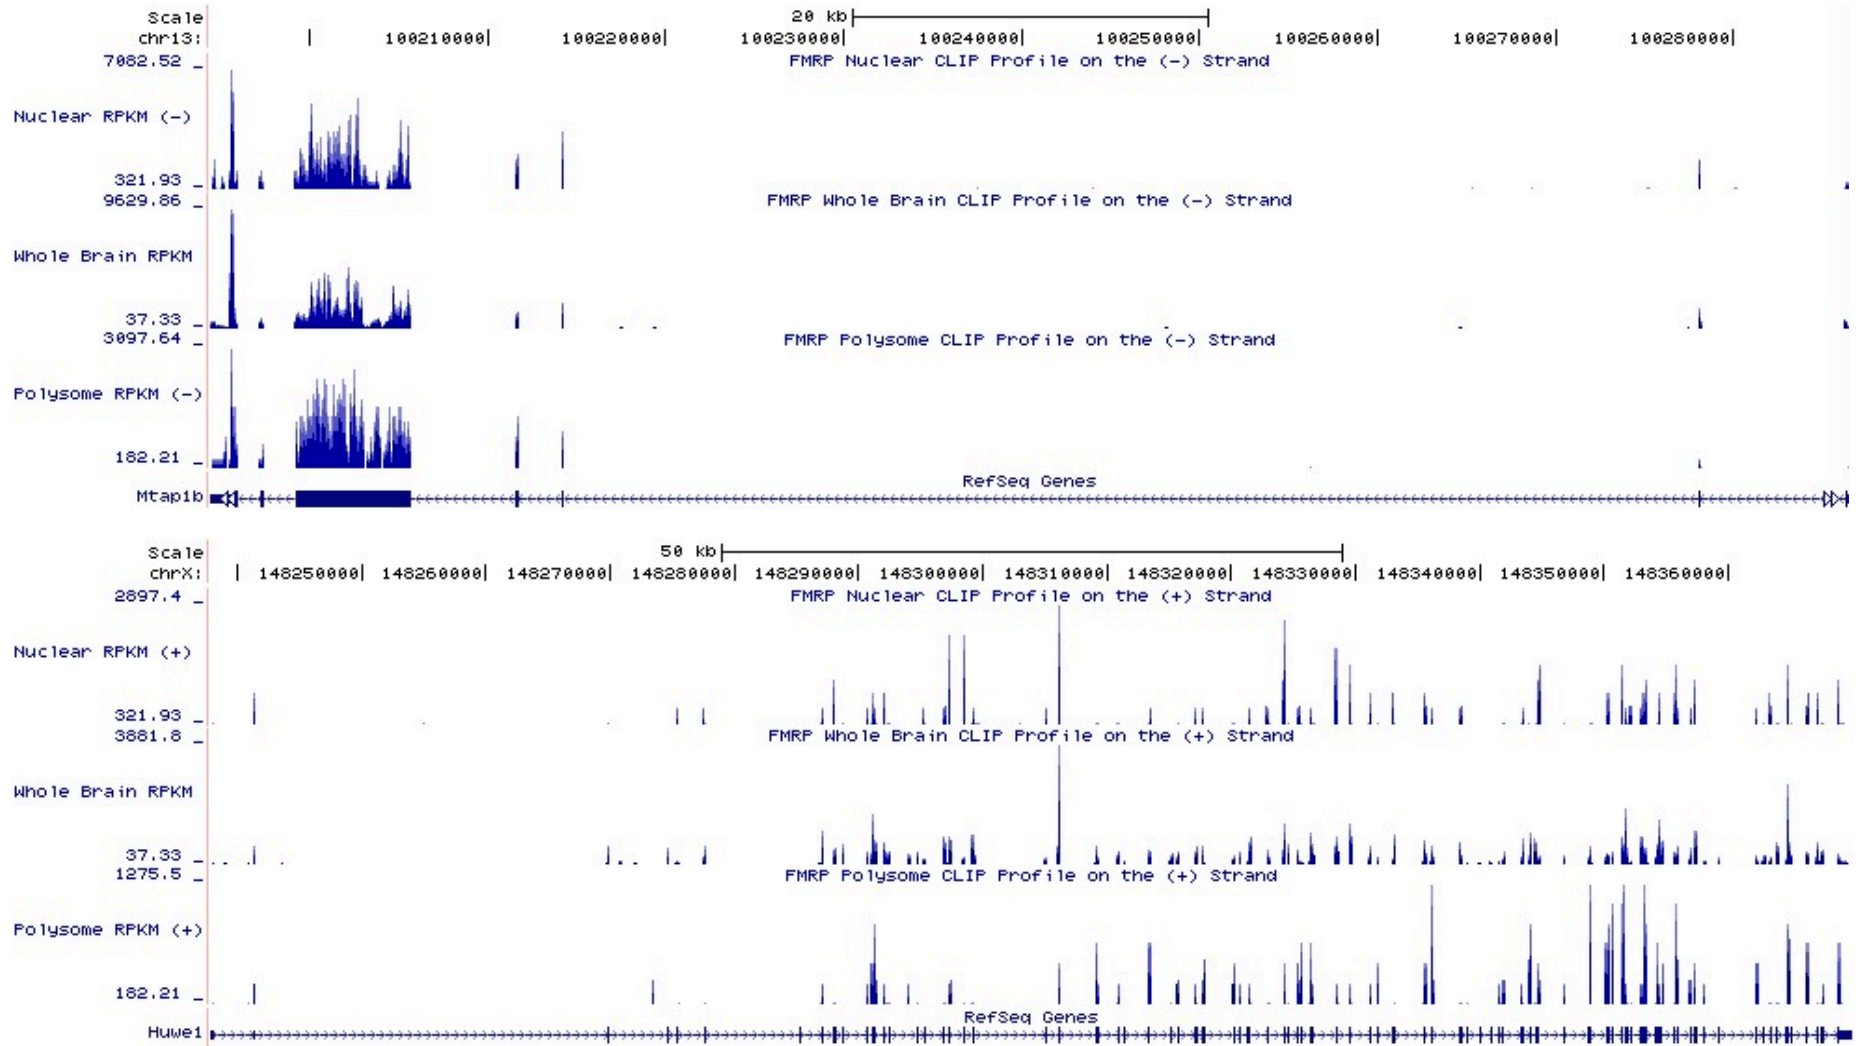 Scale 20 kb
chr13: 100210000 100220000 100230000 100240000 100250000 100260000 100270000 100280000
FMRP Nuclear CLIP Profile on the (-) Strand
7082.52 _
Nuclear RPKM (-)
321.93 _
FMRP Whole Brain CLIP Profile on the (-) Strand
9629.86 _
Whole Brain RPKM
37.33 _
FMRP Polysome CLIP Profile on the (-) Strand
3097.64 _
Polysome RPKM (-)
182.21 _
RefSeq Genes
Mtap1b
Scale 50 kb
chrX: 148250000 148260000 148270000 148280000 148290000 148300000 148310000 148320000 148330000 148340000 148350000 148360000
FMRP Nuclear CLIP Profile on the (+) Strand
2897.4 _
Nuclear RPKM (+)
321.93 _
FMRP Whole Brain CLIP Profile on the (+) Strand
3881.8 _
Whole Brain RPKM
37.33 _
FMRP Polysome CLIP Profile on the (+) Strand
1275.5 _
Polysome RPKM (+)
182.21 _
RefSeq Genes
Huwe1